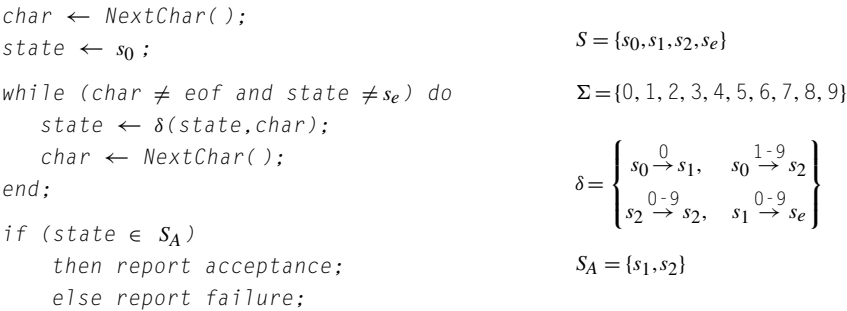 char ← NextChar( );
state ← s0 ;
while (char ≠ eof and state ≠ se) do
state ← δ(state,char);
char ← NextChar( );
end;
if (state ∈ SA)
then report acceptance;
else report failure;
S = {s0,s1,s2,se}
Σ = {0, 1, 2, 3, 4, 5, 6, 7, 8, 9}
δ = { s0 0→ s1, s0 1-9→ s2
s2 0-9→ s2, s1 0-9→ se }
SA = {s1,s2}